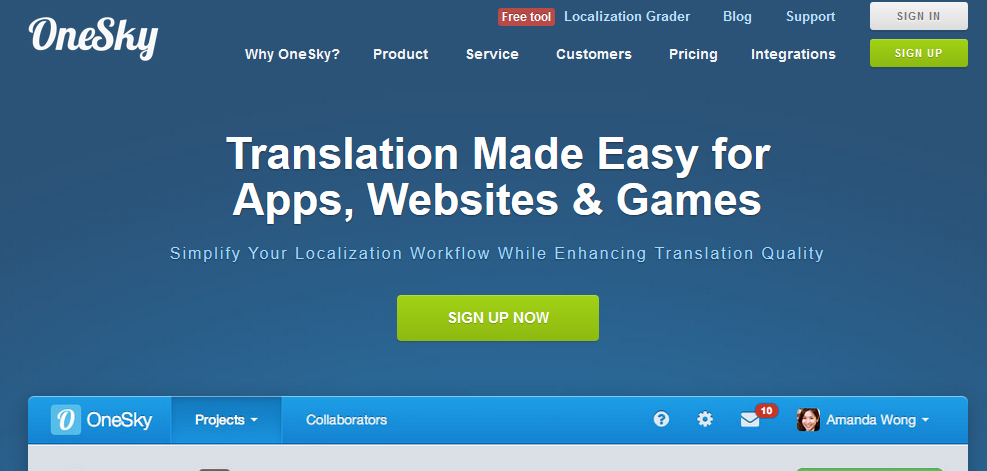 OneSky
Free tool Localization Grader Blog Support SIGN IN
Why OneSky? Product Service Customers Pricing Integrations SIGN UP
Translation Made Easy for
Apps, Websites & Games
Simplify Your Localization Workflow While Enhancing Translation Quality
SIGN UP NOW
O OneSky Projects Collaborators ? 10 Amanda Wong